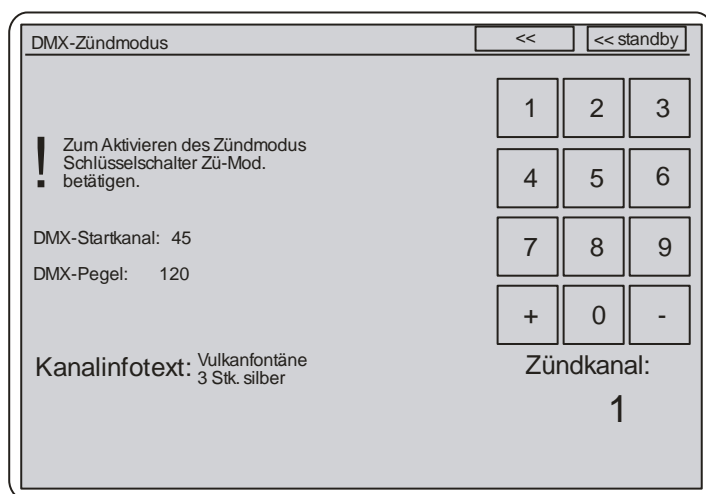 DMX-Zündmodus
<<
<< standby
1 2 3
Zum Aktivieren des Zündmodus
! Schlüsselschalter Zü-Mod.
betätigen.
4 5 6
DMX-Startkanal: 45
7 8 9
DMX-Pegel: 120
+ 0 -
Kanalinfotext: Vulkanfontäne
3 Stk. silber
Zündkanal:
1